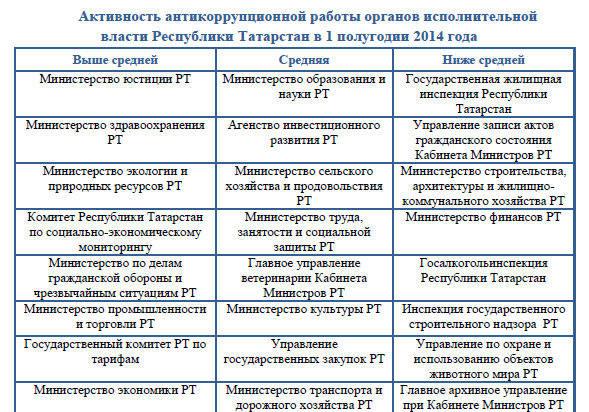 Активность антикоррупционной работы органов исполнительной
власти Республики Татарстан в 1 полугодии 2014 года
Выше средней
Средняя
Ниже средней
Министерство юстиции РТ
Министерство образования и
науки РТ
Государственная жилищная
инспекция Республики
Татарстан
Министерство здравоохранения
РТ
Агенство инвестиционного
развития РТ
Управление записи актов
гражданского состояния
Кабинета Министров РТ
Министерство экологии и
природных ресурсов РТ
Министерство сельского
хозяйства и продовольствия
РТ
Министерство строительства,
архитектуры и жилищно-
коммунального хозяйства РТ
Комитет Республики Татарстан
по социально-экономическому
мониторингу
Министерство труда,
занятости и социальной
защиты РТ
Министерство финансов РТ
Министерство по делам
гражданской обороны и
чрезвычайным ситуациям РТ
Главное управление
ветеринарии Кабинета
Министров РТ
Госалкогольинспекция
Республики Татарстан
Министерство промышленности
и торговли РТ
Министерство культуры РТ
Инспекция государственного
строительного надзора РТ
Государственный комитет РТ по
тарифам
Управление
государственных закупок РТ
Управление по охране и
использованию объектов
животного мира РТ
Министерство экономики РТ
Министерство транспорта и
дорожного хозяйства РТ
Главное архивное управление
при Кабинете Министров РТ